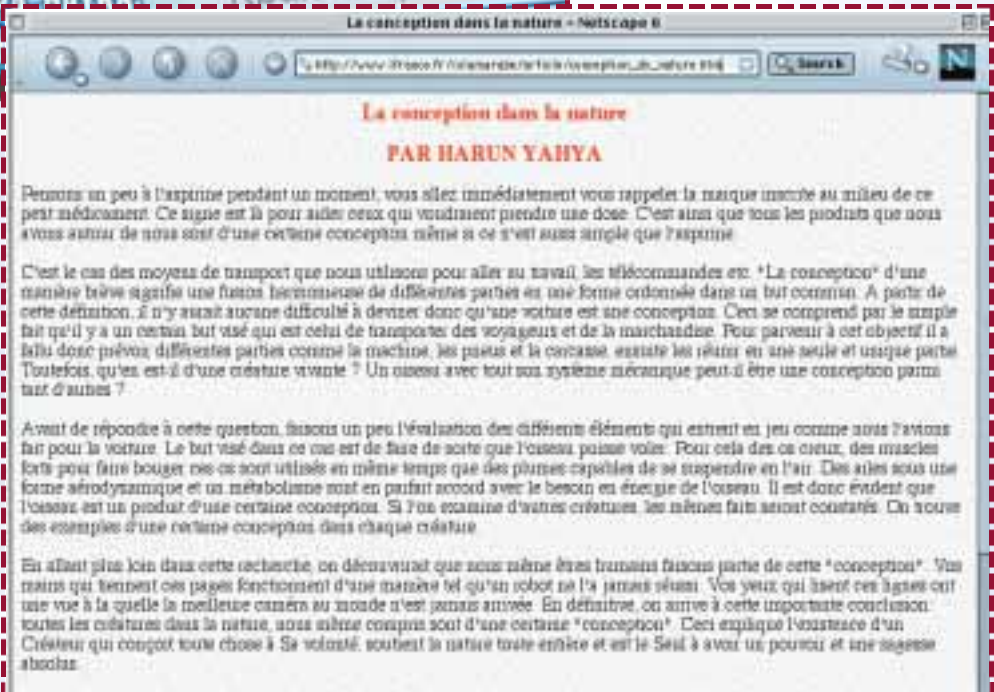 La conception dans la nature - Netscape 6
Search
N
La conception dans la nature
PAR HARUN YAHYA
Pensons un peu à l'aspirine pendant un moment, vous allez immédiatement vous rappeler la marque inscrite au milieu de ce
petit médicament. Ce signe est là pour aider ceux qui voudraient prendre une dose. C'est ainsi que tous les produits que nous
avons autour de nous sont d'une certaine conception même si ce n'est aussi simple que l'aspirine.
C'est le cas des moyens de transport que nous utilisons pour aller au travail, les télécommandes etc. "La conception" d'une
manière brève signifie une fusion harmonieuse de différentes parties en une forme ordonnée dans un but commun. A partir de
cette définition, il n'y aurait aucune difficulté à deviner donc qu'une voiture est une conception. Ceci se comprend par le simple
fait qu'il y a un certain but visé qui est celui de transporter des voyageurs et de la marchandise. Pour parvenir à cet objectif il a
fallu donc prévoir différentes parties comme la machine, les pneus et la carcasse, ensuite les réunir en une seule et unique partie.
Toutefois, qu'en est-il d'une créature vivante ? Un oiseau avec tout son système mécanique peut-il être une conception parmi
tant d'autres ?
Avant de répondre à cette question, faisons un peu l'évaluation des différents éléments qui entrent en jeu comme nous l'avions
fait pour la voiture. Le but visé dans ce cas est de faire de sorte que l'oiseau puisse voler. Pour cela des os creux, des muscles
forts pour faire bouger ces os sont utilisés en même temps que des plumes capables de se suspendre en l'air. Des ailes sous une
forme aérodynamique et un métabolisme sont en parfait accord avec le besoin en énergie de l'oiseau. Il est donc évident que
l'oiseau est un produit d'une certaine conception. Si l'on examine d'autres créatures, les mêmes faits seront constatés. On trouve
des exemples d'une certaine conception dans chaque créature.
En allant plus loin dans cette recherche, on découvrirait que nous même êtres humains faisons partie de cette "conception". Vos
mains qui tiennent ces pages fonctionnent d'une manière tel qu'un robot ne l'a jamais réussi. Vos yeux qui lisent ces lignes ont
une vue à la quelle la meilleure caméra au monde n'est jamais arrivée. En définitive, on arrive à cette importante conclusion:
toutes les créatures dans la nature, nous même compris sont d'une certaine "conception". Ceci explique l'existence d'un
Créateur qui conçoit toute chose à Sa volonté, soutient la nature toute entière et est le Seul à avoir un pouvoir et une sagesse
absolus.